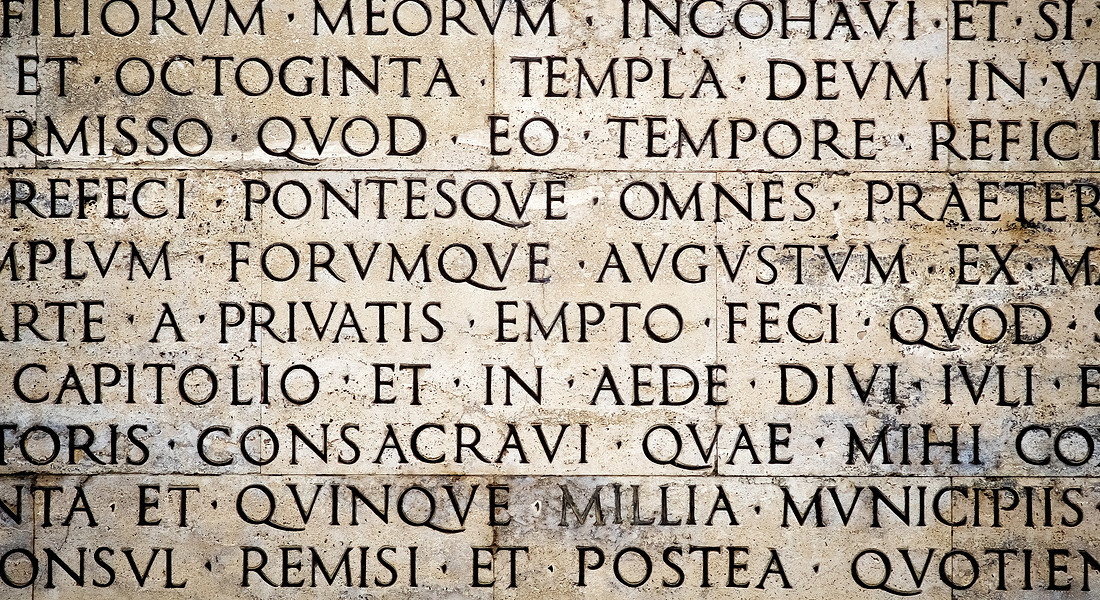 FILIORVM · MEORVM INCOHAVI ET · SI ·
ET · OCTOGINTA · TEMPLA · DEVM · IN · V
RMISSO · QVOD · EO · TEMPORE · REFICI
REFECI · PONTESQVE · OMNES · PRAETER
MPLVM · FORVMQVE · AVGVSTVM · EX · MA
ARTE · A · PRIVATIS · EMPTO · FECI · QVOD · S
CAPITOLIO · ET · IN · AEDE · DIVI · IVLI · E
TORIS · CONSACRAVI · QVAE · MIHI CO
NTA · ET · QVINQVE · MILLIA · MVNICIPIIS ·
ONSVL · REMISI · ET · POSTEA · QVOTIEN